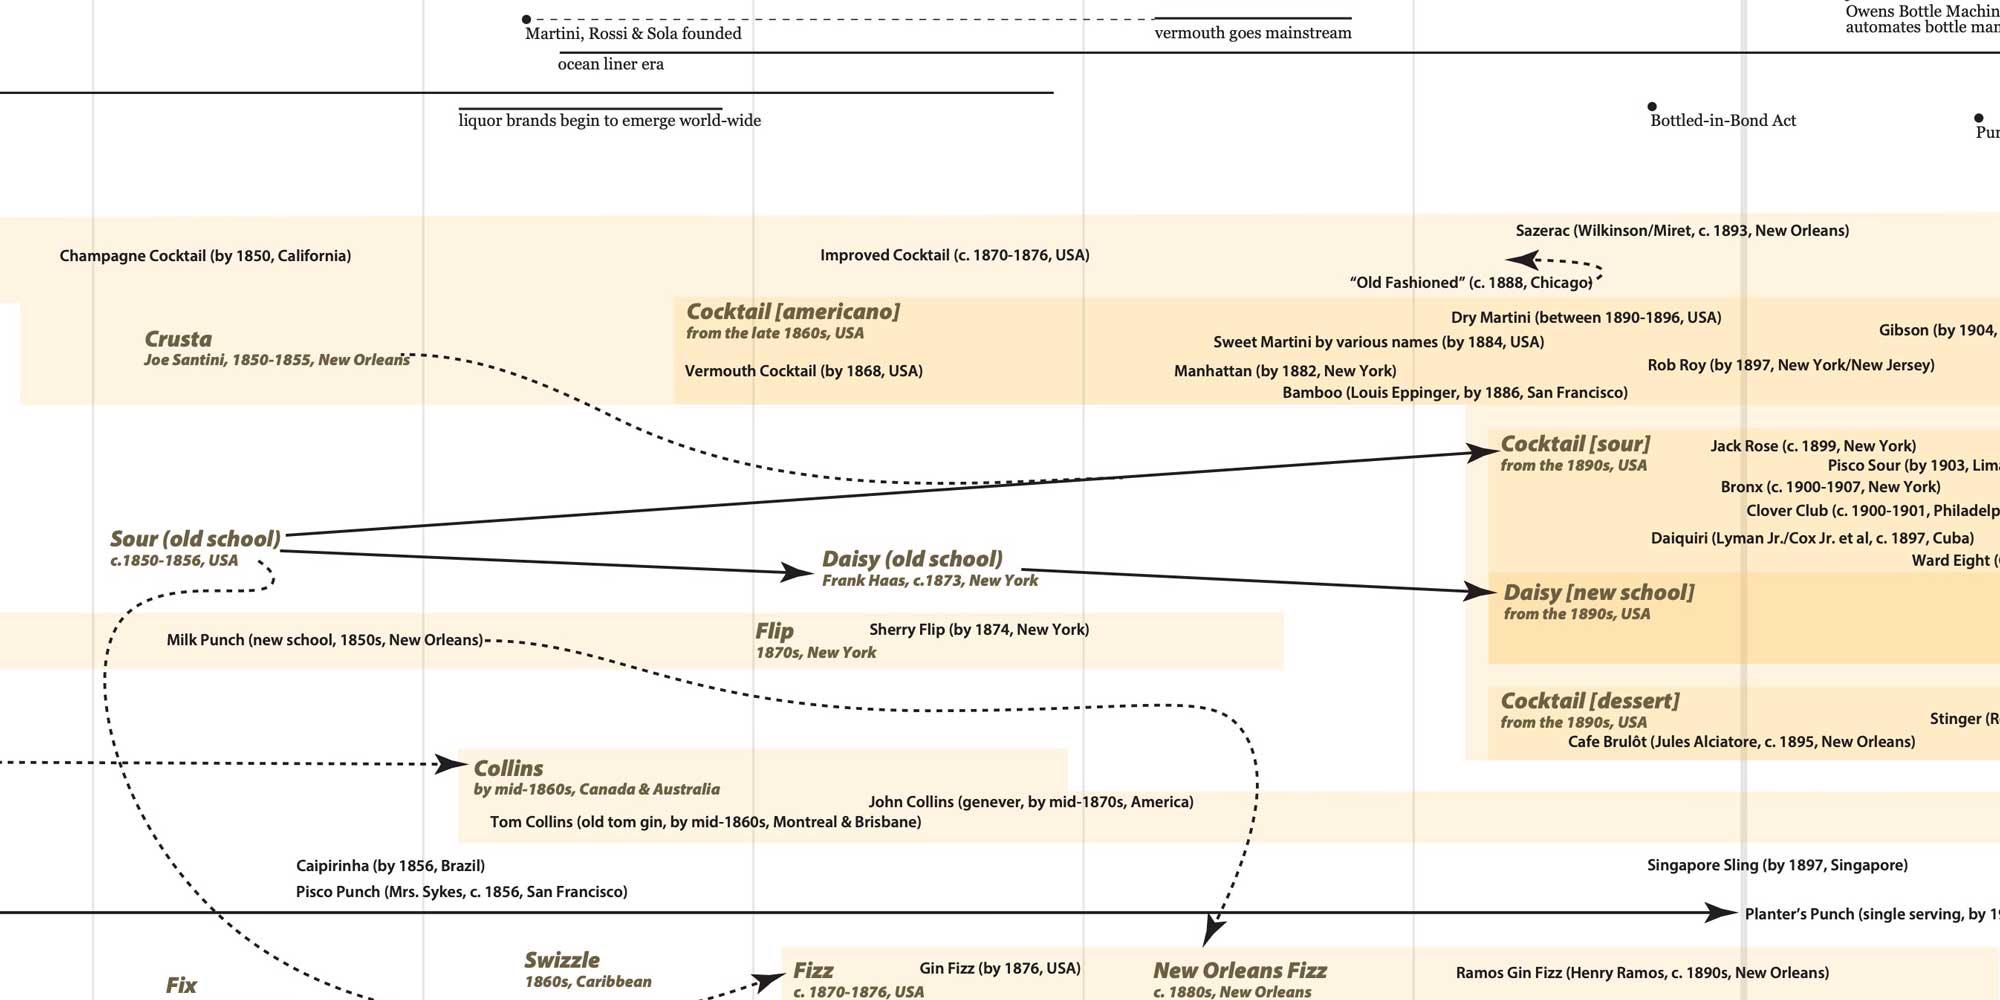 Owens Bottle Machin
automates bottle man
Martini, Rossi & Sola founded
vermouth goes mainstream
ocean liner era
liquor brands begin to emerge world-wide
Bottled-in-Bond Act
Pur
Sazerac (Wilkinson/Miret, c. 1893, New Orleans)
Champagne Cocktail (by 1850, California)
Improved Cocktail (c. 1870-1876, USA)
“Old Fashioned” (c. 1888, Chicago)
Cocktail [americano]
from the late 1860s, USA
Dry Martini (between 1890-1896, USA)
Gibson (by 1904,
Crusta
Joe Santini, 1850-1855, New Orleans
Sweet Martini by various names (by 1884, USA)
Rob Roy (by 1897, New York/New Jersey)
Vermouth Cocktail (by 1868, USA)
Manhattan (by 1882, New York)
Bamboo (Louis Eppinger, by 1886, San Francisco)
Cocktail [sour]
from the 1890s, USA
Jack Rose (c. 1899, New York)
Pisco Sour (by 1903, Lima
Bronx (c. 1900-1907, New York)
Clover Club (c. 1900-1901, Philadelp
Sour (old school)
c.1850-1856, USA
Daiquiri (Lyman Jr./Cox Jr. et al, c. 1897, Cuba)
Ward Eight (
Daisy (old school)
Frank Haas, c.1873, New York
Daisy [new school]
from the 1890s, USA
Milk Punch (new school, 1850s, New Orleans)
Flip
1870s, New York
Sherry Flip (by 1874, New York)
Cocktail [dessert]
from the 1890s, USA
Stinger (R
Cafe Brulôt (Jules Alciatore, c. 1895, New Orleans)
Collins
by mid-1860s, Canada & Australia
John Collins (genever, by mid-1870s, America)
Tom Collins (old tom gin, by mid-1860s, Montreal & Brisbane)
Caipirinha (by 1856, Brazil)
Singapore Sling (by 1897, Singapore)
Pisco Punch (Mrs. Sykes, c. 1856, San Francisco)
Planter’s Punch (single serving, by 19
Fix
Swizzle
1860s, Caribbean
Fizz
c. 1870-1876, USA
Gin Fizz (by 1876, USA)
New Orleans Fizz
c. 1880s, New Orleans
Ramos Gin Fizz (Henry Ramos, c. 1890s, New Orleans)